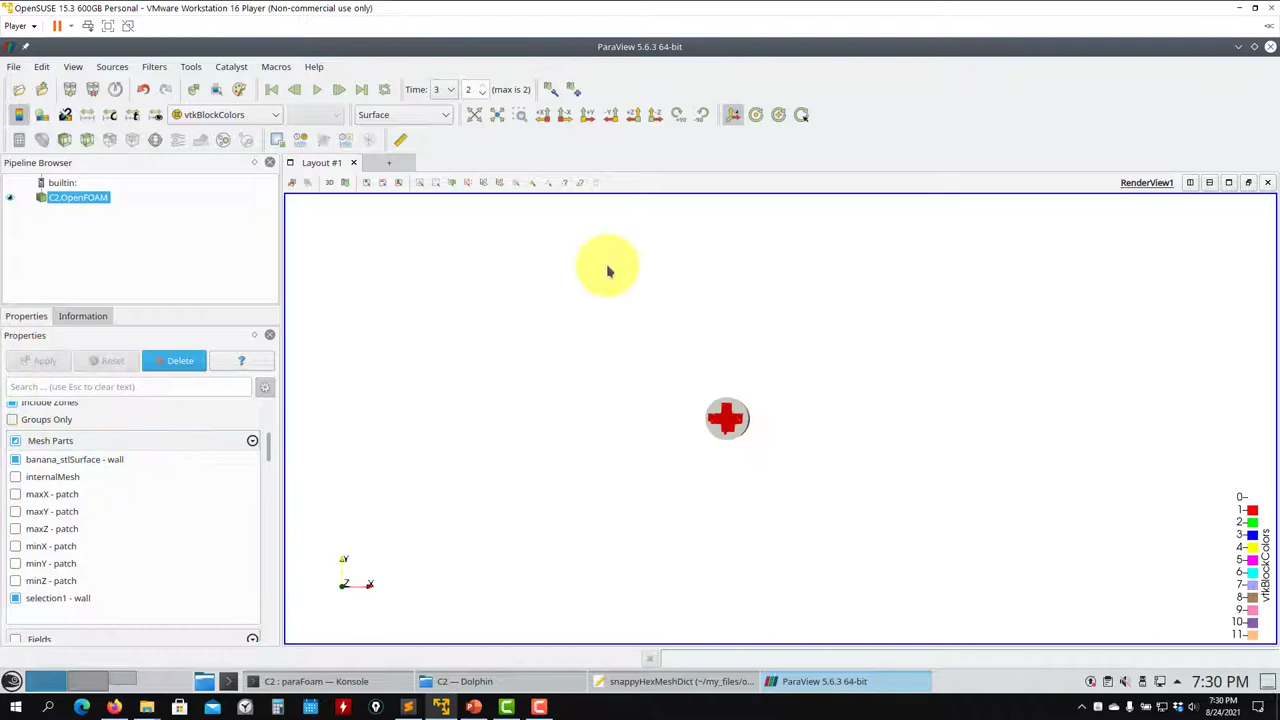 OpenSUSE 15.3 600GB Personal - VMware Workstation 16 Player (Non-commercial use only)
Player
ParaView 5.6.3 64-bit
File Edit View Sources Filters Tools Catalyst Macros Help
Time: 3 2 (max is 2)
vtkBlockColors Surface +X -X +Y -Y +Z -Z +90 -90
Pipeline Browser
Layout #1 +
builtin:
3D
RenderView1
C2.OpenFOAM
Properties Information
Properties
Apply Reset Delete ?
Search ... (use Esc to clear text)
Include Zones
Groups Only
Mesh Parts
banana_stlSurface - wall
internalMesh
maxX - patch
maxY - patch
maxZ - patch
minX - patch
minY - patch
minZ - patch
selection1 - wall
Fields
Y
Z X
0
1
2
3
4
5
6
7
8
9
10
11
vtkBlockColors
C2 : paraFoam — Konsole
C2 — Dolphin
snappyHexMeshDict (~/my_files/o...
ParaView 5.6.3 64-bit
7:30 PM
7:30 PM
8/24/2021